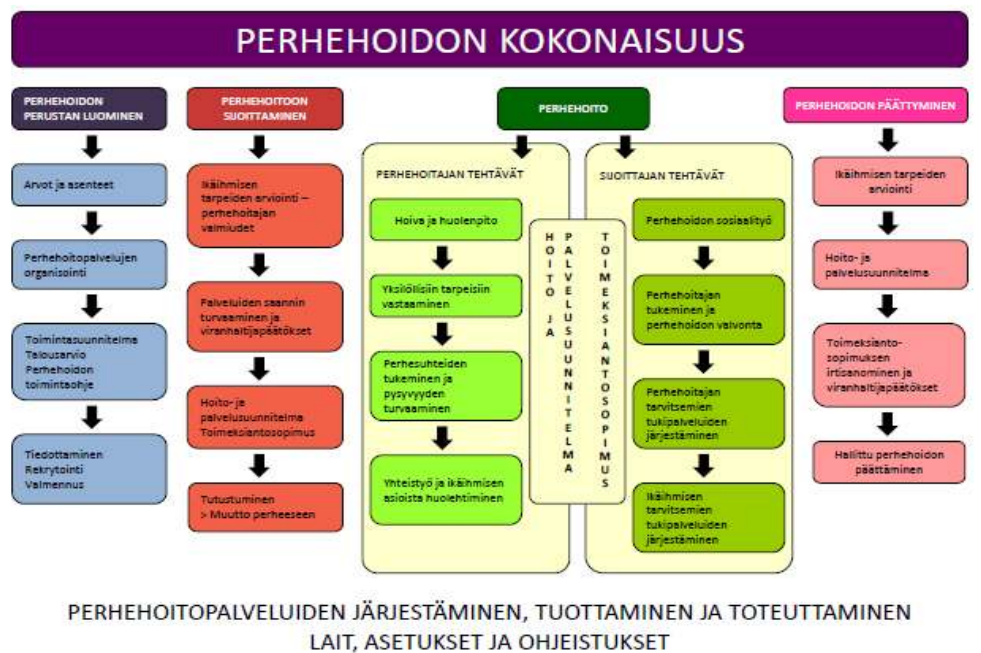 PERHEHOIDON KOKONAISUUS
PERHEHOIDON
PERUSTAN LUOMINEN
Arvot ja asenteet
Perhehoitopalvelujen
organisointi
Toimintasuunnitelma
Talousarvio
Perhehoidon
toimintaohje
Tiedottaminen
Rekrytointi
Valmennus
PERHEHOITOON
SIJOITTAMINEN
Ikäihmisen
tarpeiden arviointi –
perhehoitajan
valmiudet
Palveluiden saannin
turvaaminen ja
viranhaltijapäätökset
Hoito- ja
palvelusuunnitelma
Toimeksiantosopimus
Tutustuminen
> Muutto perheeseen
PERHEHOITO
PERHEHOITAJAN TEHTÄVÄT
Hoiva ja huolenpito
Yksilöllisiin tarpeisiin
vastaaminen
Perhesuhteiden
tukeminen ja
pysyvyyden
turvaaminen
Yhteistyö ja ikäihmisen
asioista huolehtiminen
HOITO JA
PALVELUSUUNNITELMA
TOIMEKSIANTOSOPIMUS
SIJOITTAJAN TEHTÄVÄT
Perhehoidon sosiaalityö
Perhehoitajan
tukeminen ja
perhehoidon valvonta
Perhehoitajan
tarvitsemien
tukipalveluiden
järjestäminen
Ikäihmisen
tarvitsemien
tukipalveluiden
järjestäminen
PERHEHOIDON PÄÄTTYMINEN
Ikäihmisen tarpeiden
arviointi
Hoito- ja
palvelusuunnitelma
Toimeksianto-
sopimuksen
irtisanominen ja
viranhaltijapäätökset
Hallittu perhehoidon
päättäminen
PERHEHOITOPALVELUIDEN JÄRJESTÄMINEN, TUOTTAMINEN JA TOTEUTTAMINEN
LAIT, ASETUKSET JA OHJEISTUKSET